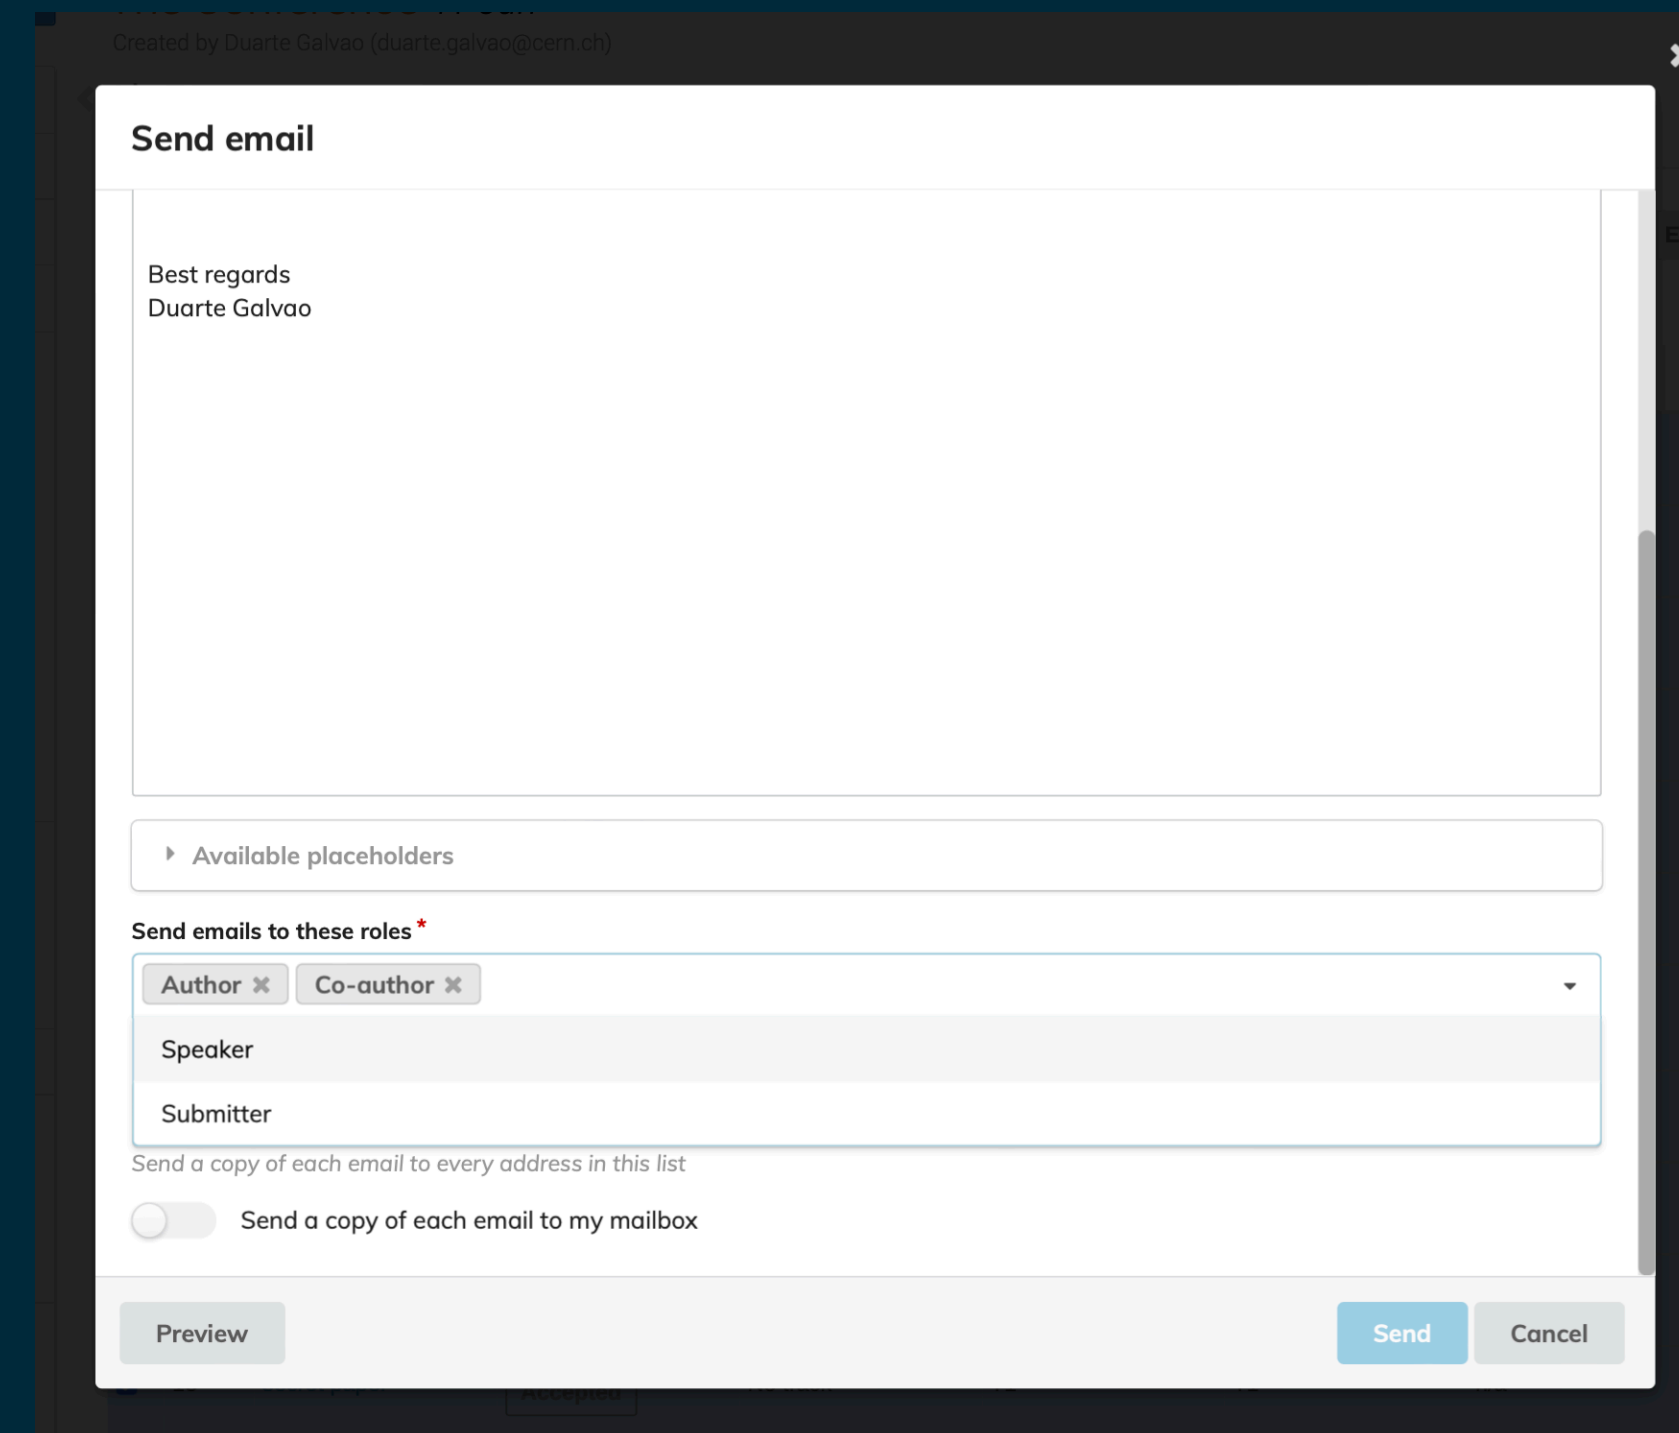 Created by Duarte Galvao (duarte.galvao@cern.ch)
Send email
Best regards
Duarte Galvao
Available placeholders
Send emails to these roles *
Author
Co-author
Speaker
Submitter
Send a copy of each email to every address in this list
Send a copy of each email to my mailbox
Preview
Send
Cancel
Accepted